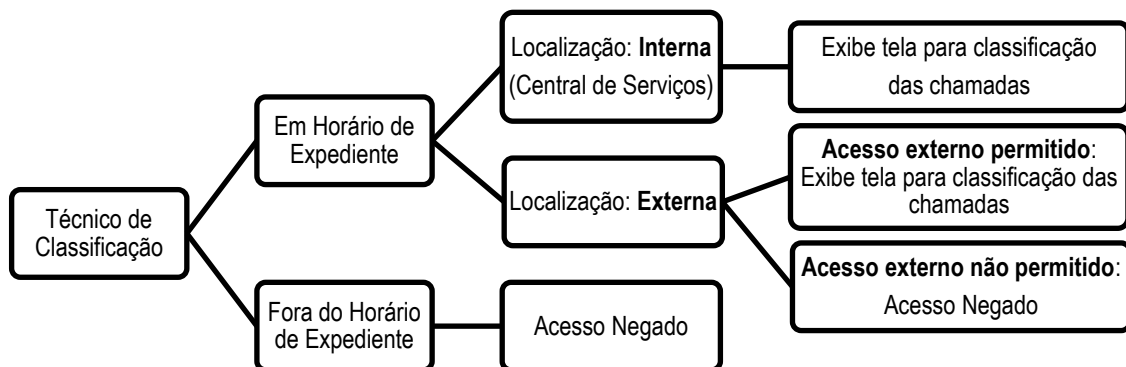 Técnico de
Classificação
Em Horário de
Expediente
Localização: Interna
(Central de Serviços)
Exibe tela para classificação
das chamadas
Localização: Externa
Acesso externo permitido:
Exibe tela para classificação das
chamadas
Acesso externo não permitido:
Acesso Negado
Fora do Horário
de Expediente
Acesso Negado